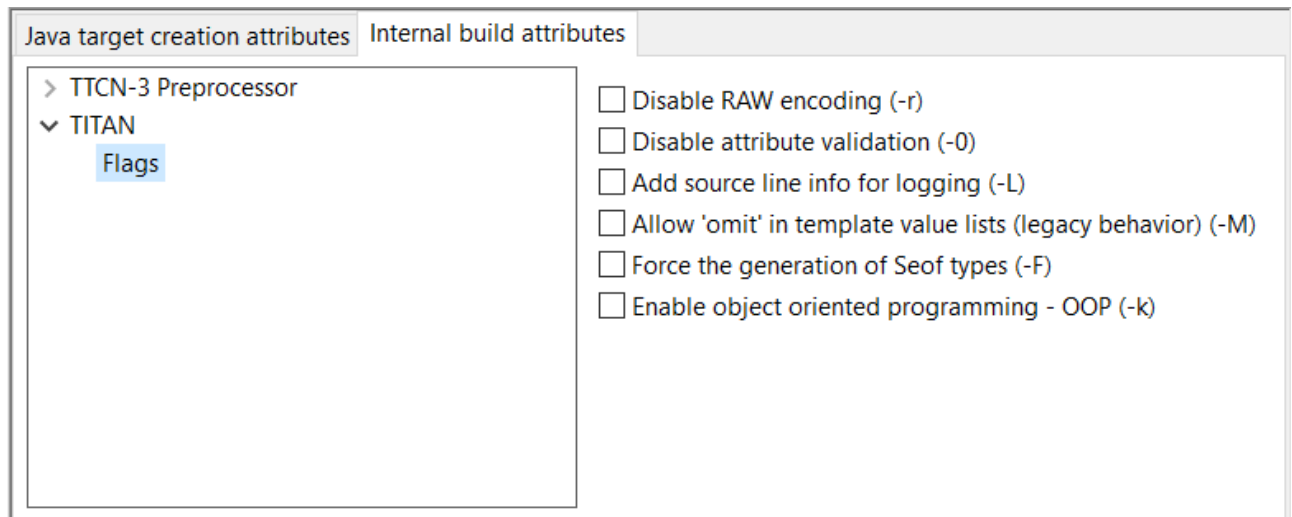 Java target creation attributes Internal build attributes
TTCN-3 Preprocessor
TITAN
Flags
Disable RAW encoding (-r)
Disable attribute validation (-0)
Add source line info for logging (-L)
Allow 'omit' in template value lists (legacy behavior) (-M)
Force the generation of Seof types (-F)
Enable object oriented programming - OOP (-k)